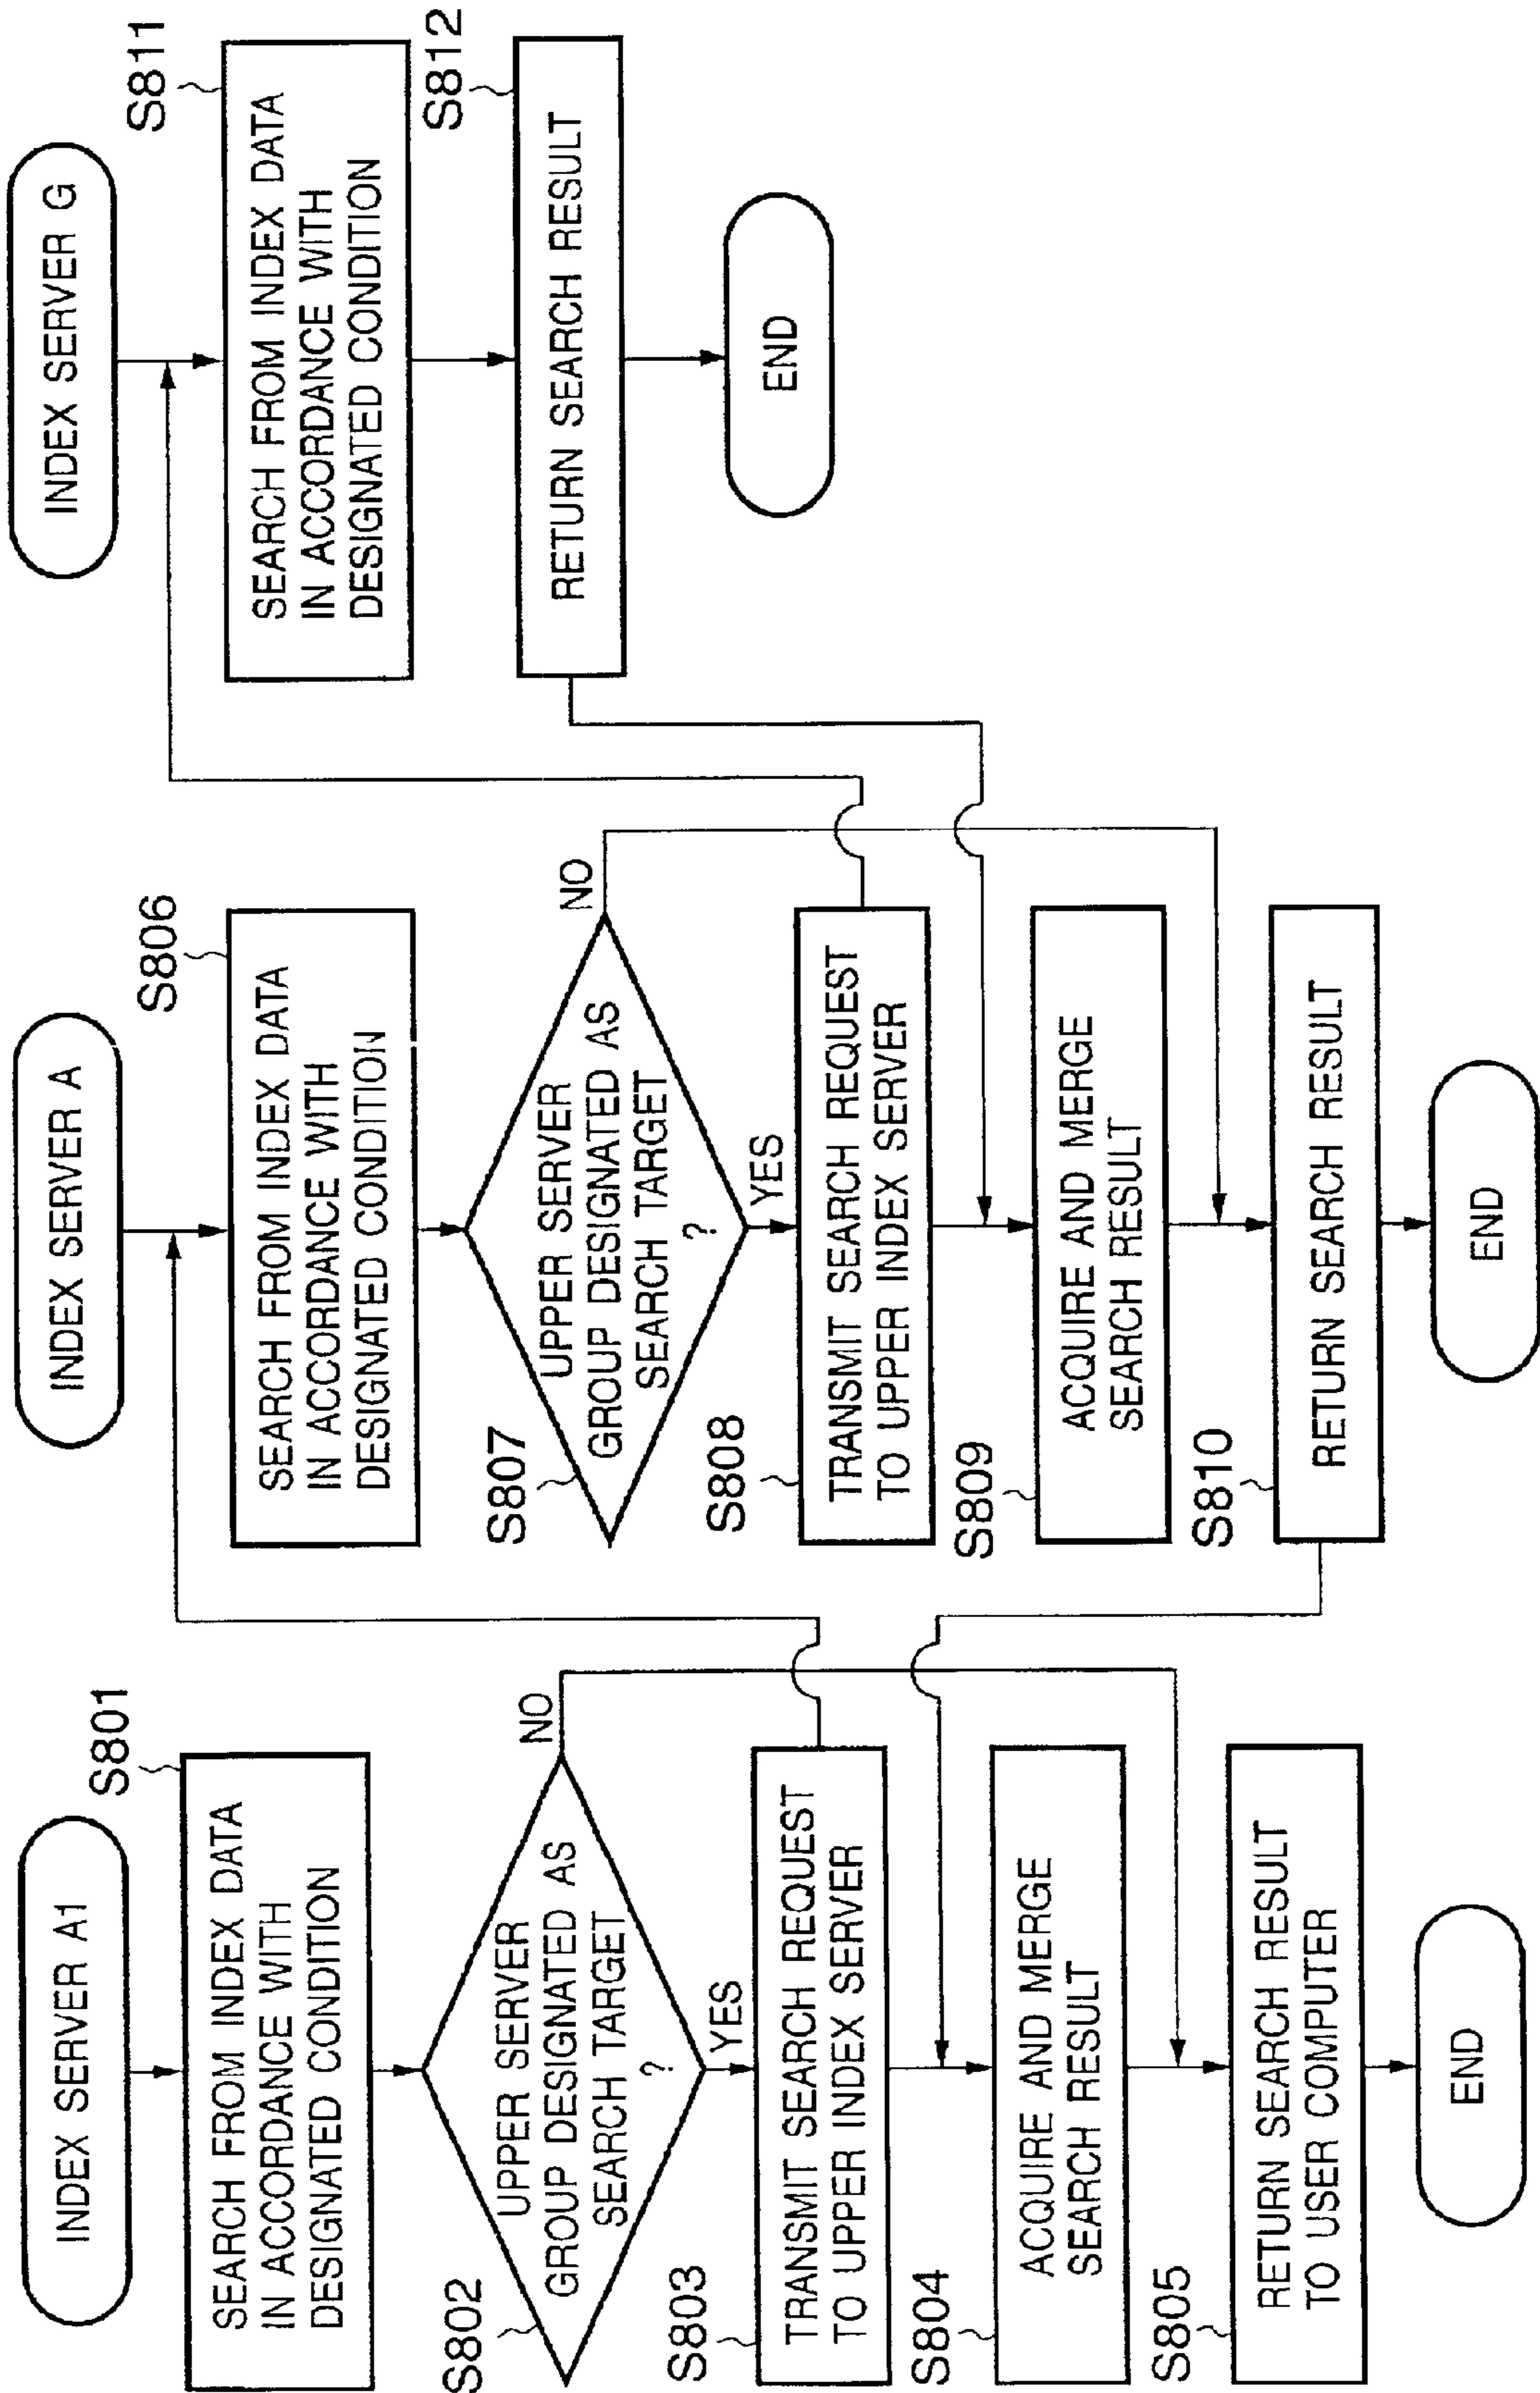 INDEX SERVER A1
S801
SEARCH FROM INDEX DATA
IN ACCORDANCE WITH
DESIGNATED CONDITION
S802
UPPER SERVER
GROUP DESIGNATED AS
SEARCH TARGET
?
NO
YES
S803
TRANSMIT SEARCH REQUEST
TO UPPER INDEX SERVER
S804
ACQUIRE AND MERGE
SEARCH RESULT
S805
RETURN SEARCH RESULT
TO USER COMPUTER
END
INDEX SERVER A
S806
SEARCH FROM INDEX DATA
IN ACCORDANCE WITH
DESIGNATED CONDITION
S807
UPPER SERVER
GROUP DESIGNATED AS
SEARCH TARGET
?
NO
YES
S808
TRANSMIT SEARCH REQUEST
TO UPPER INDEX SERVER
S809
ACQUIRE AND MERGE
SEARCH RESULT
S810
RETURN SEARCH RESULT
END
INDEX SERVER G
S811
SEARCH FROM INDEX DATA
IN ACCORDANCE WITH
DESIGNATED CONDITION
S812
RETURN SEARCH RESULT
END